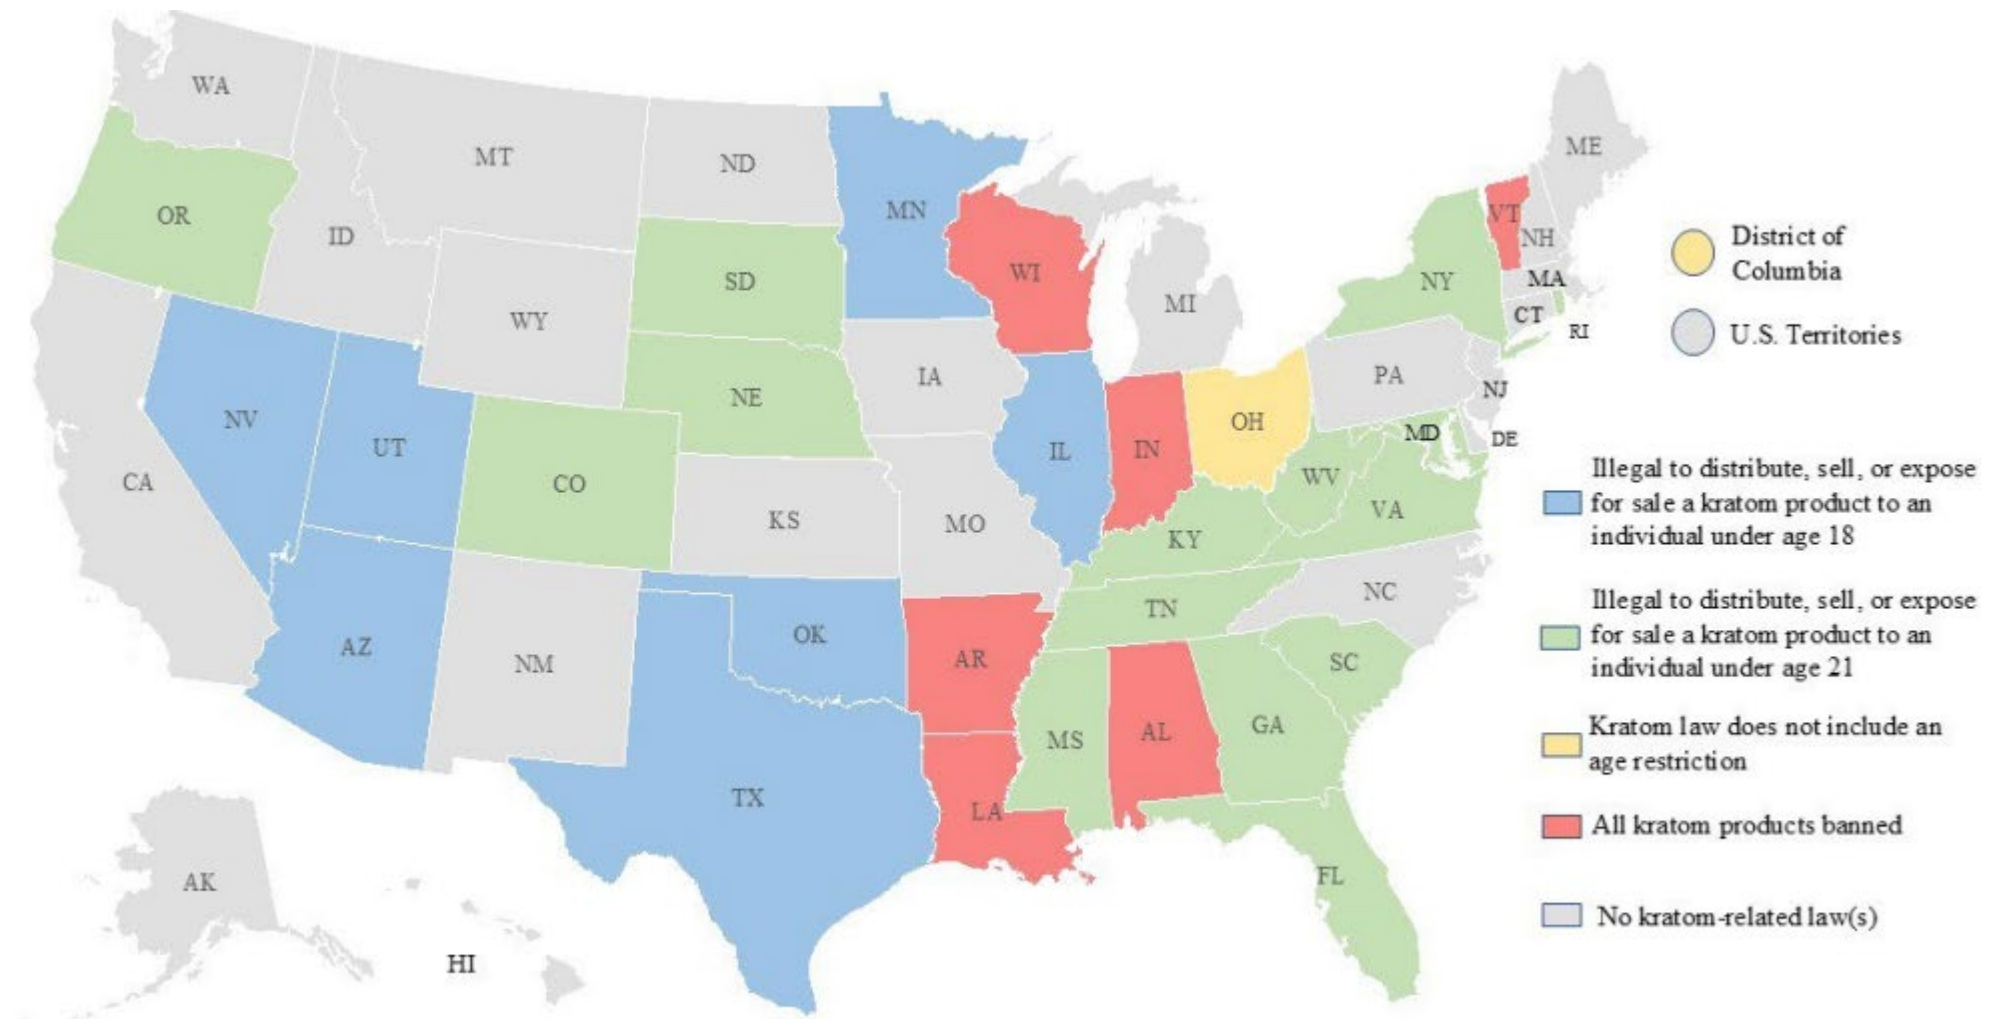 WA
MT
ND
MN
ME
OR
ID
SD
WI
VT
NH
NY
MA
CT
RI
WY
MI
IA
NE
PA
NJ
NV
UT
CO
IL
IN
OH
MD
DE
WV
VA
CA
KS
MO
KY
NC
TN
AZ
NM
OK
AR
SC
MS
AL
GA
TX
LA
FL
AK
HI
District of
Columbia
U.S. Territories
Illegal to distribute, sell, or expose
for sale a kratom product to an
individual under age 18
Illegal to distribute, sell, or expose
for sale a kratom product to an
individual under age 21
Kratom law does not include an
age restriction
All kratom products banned
No kratom-related law(s)